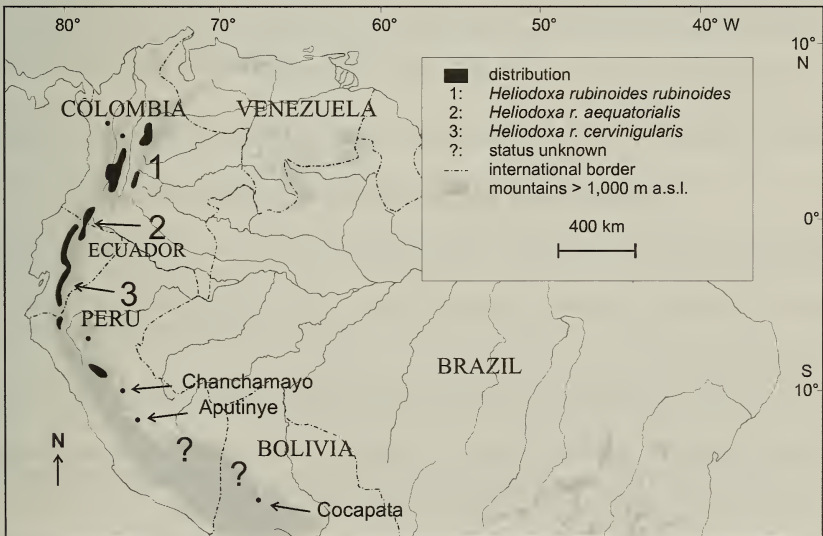 80° 70° 60° 50° 40° W
10°
N
distribution
1: Heliodoxa rubinoides rubinoides
2: Heliodoxa r. aequatorialis
3: Heliodoxa r. cervinigularis
?: status unknown
international border
mountains > 1,000 m a.s.l.
400 km
COLOMBIA VENEZUELA
1
0°
2
ECUADOR
3
PERU
S
10°
BRAZIL
Chanchamayo
Aputinye
N
?
BOLIVIA
?
Cocapata